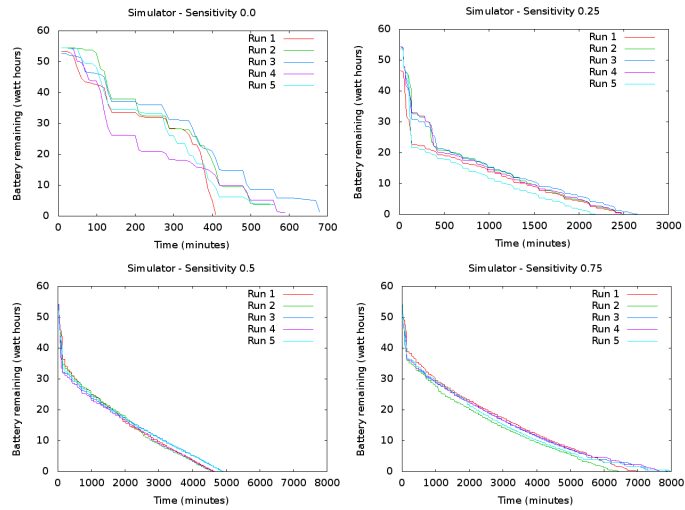 Simulator - Sensitivity 0.0
Battery remaining (watt hours)
60
50
40
30
20
10
0
Run 1
Run 2
Run 3
Run 4
Run 5
0 100 200 300 400 500 600 700
Time (minutes)
Simulator - Sensitivity 0.25
Battery remaining (watt hours)
60
50
40
30
20
10
0
Run 1
Run 2
Run 3
Run 4
Run 5
0 500 1000 1500 2000 2500 3000
Time (minutes)
Simulator - Sensitivity 0.5
Battery remaining (watt hours)
60
50
40
30
20
10
0
Run 1
Run 2
Run 3
Run 4
Run 5
0 1000 2000 3000 4000 5000 6000 7000 8000
Time (minutes)
Simulator - Sensitivity 0.75
Battery remaining (watt hours)
60
50
40
30
20
10
0
Run 1
Run 2
Run 3
Run 4
Run 5
0 1000 2000 3000 4000 5000 6000 7000 8000
Time (minutes)